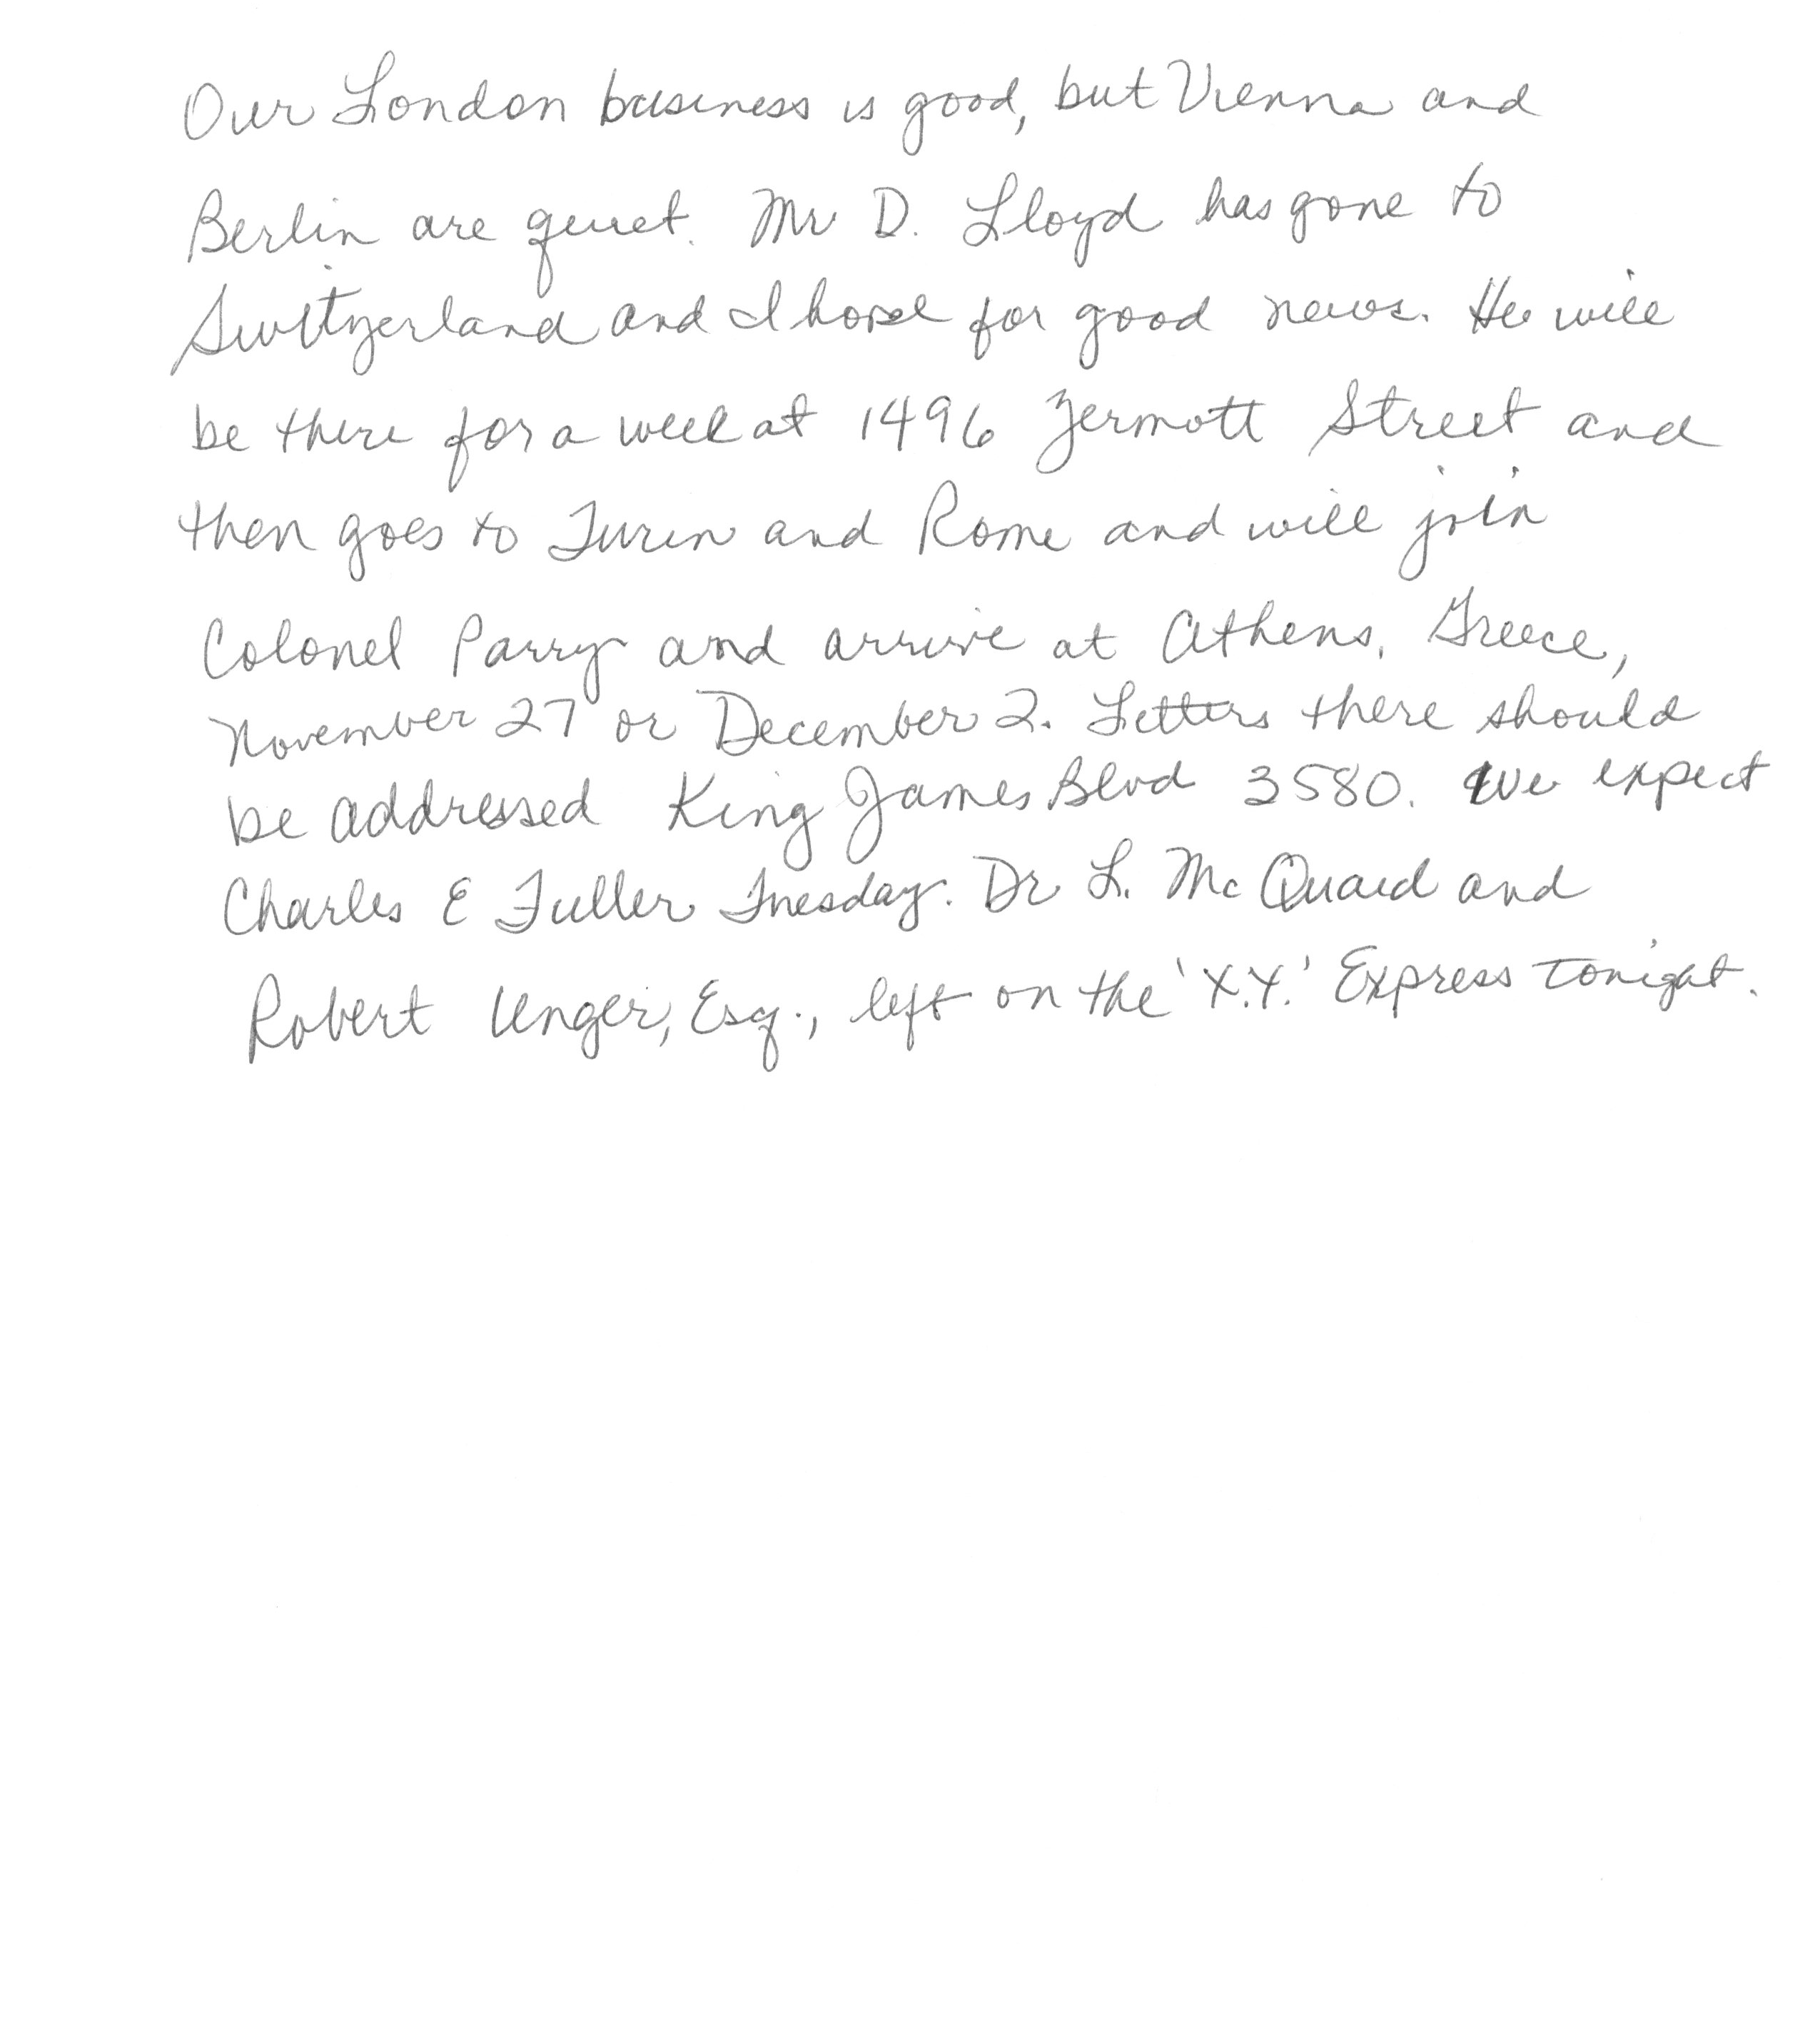 Our London business is good, but Vienna and
Berlin are quiet. Mr D. Lloyd has gone to
Switzerland and I hope for good news. He will
be there for a week at 1496 Zermott Street and
then goes to Turin and Rome and will join
Colonel Parry and arrive at Athens, Greece,
November 27 or December 2. Letters there should
be addressed King James Blvd 3580. We expect
Charles E Fuller Tuesday. Dr L. McQuaid and
Robert Unger, Esq., left on the 'X.Y.' Express tonight.